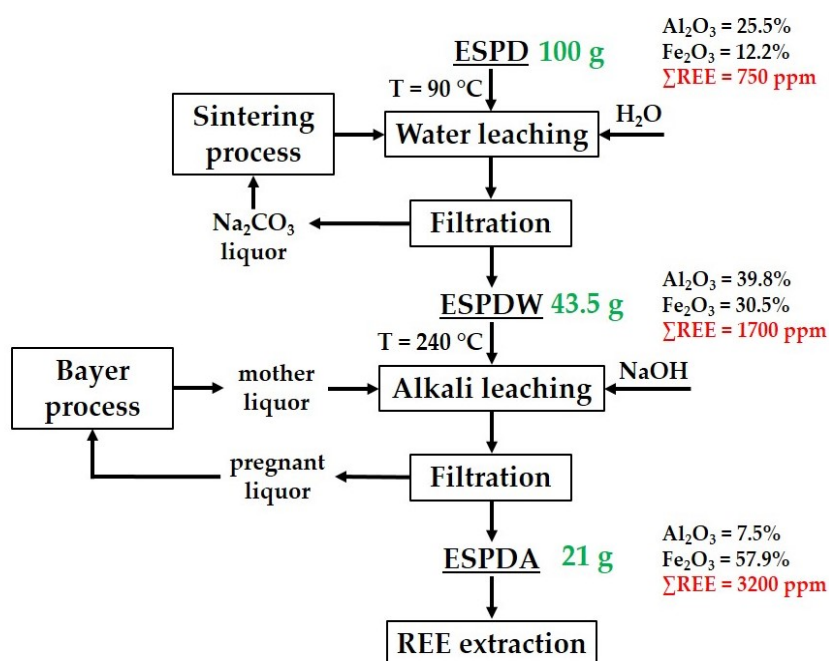 ESPD 100 g
Al₂O₃ = 25.5%
Fe₂O₃ = 12.2%
∑REE = 750 ppm
T = 90 °C
Sintering
process
Water leaching
H₂O
Na₂CO₃
liquor
Filtration
ESPDW 43.5 g
Al₂O₃ = 39.8%
Fe₂O₃ = 30.5%
∑REE = 1700 ppm
T = 240 °C
Bayer
process
mother
liquor
Alkali leaching
NaOH
pregnant
liquor
Filtration
ESPDA 21 g
Al₂O₃ = 7.5%
Fe₂O₃ = 57.9%
∑REE = 3200 ppm
REE extraction